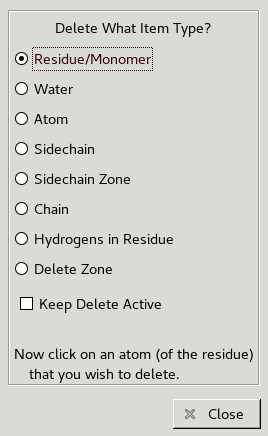 Delete What Item Type?
Residue/Monomer
Water
Atom
Sidechain
Sidechain Zone
Chain
Hydrogens in Residue
Delete Zone
Keep Delete Active
Now click on an atom (of the residue)
that you wish to delete.
Close